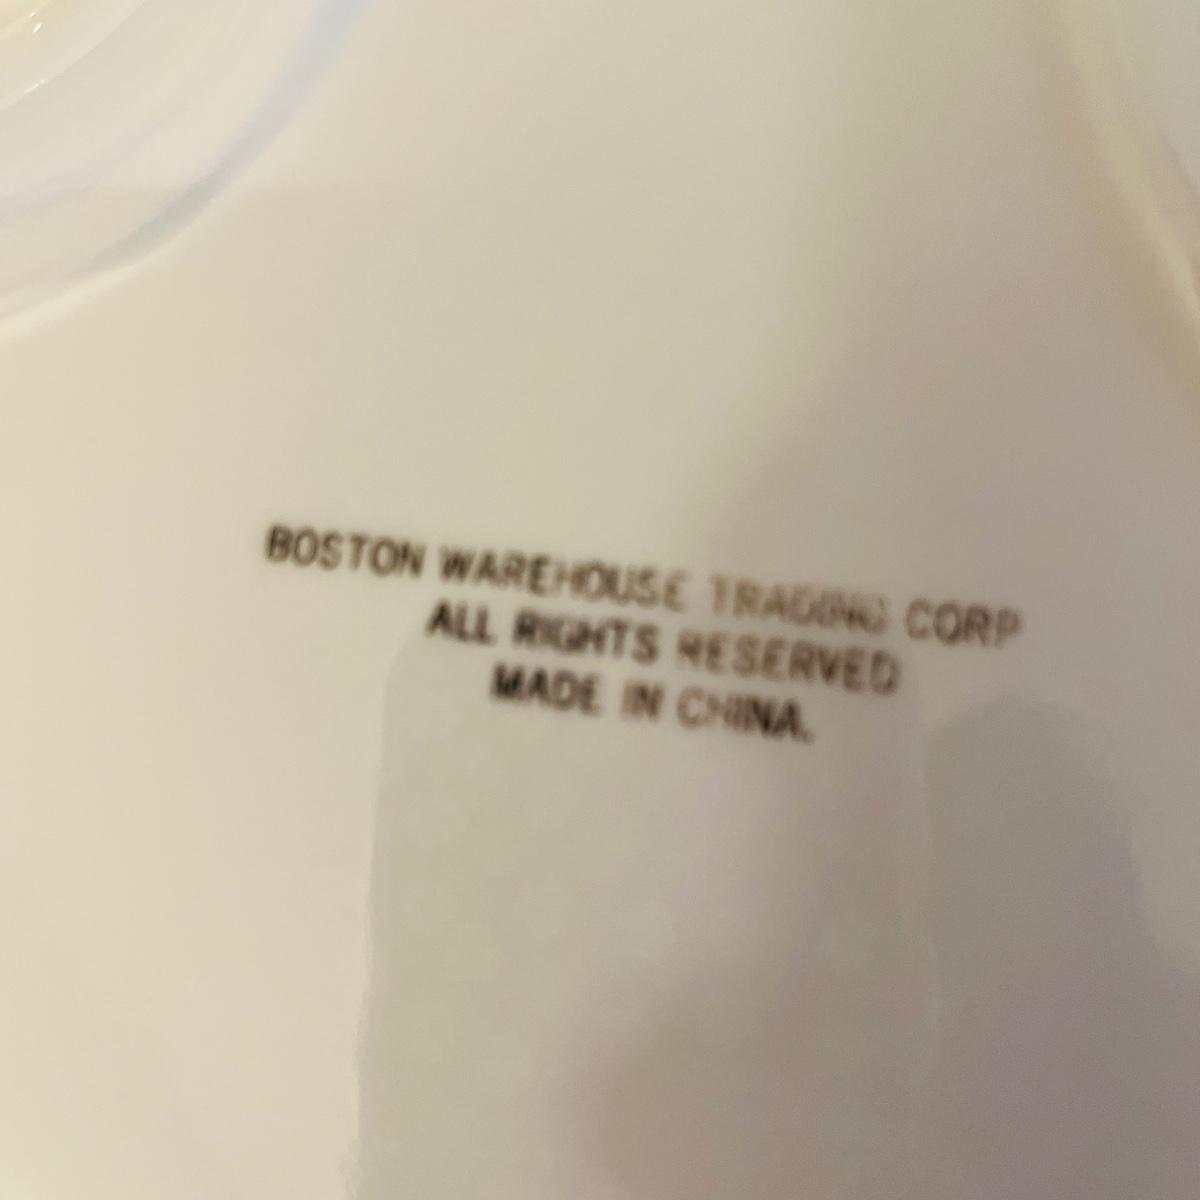 BOSTON WAREHOUSE TRADING CORP
ALL RIGHTS RESERVED
MADE IN CHINA.